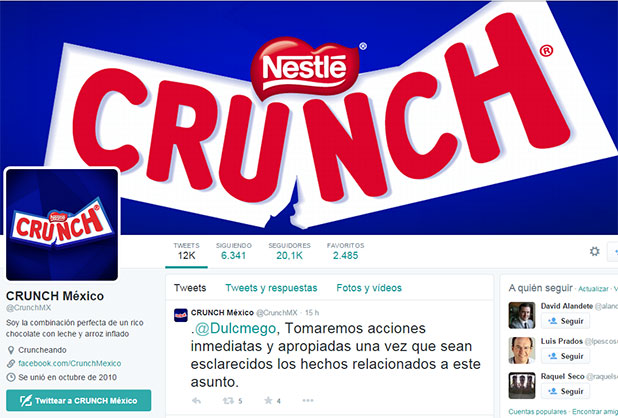 Nestlé®
CRUNCH®
Nestlé
CRUNCH
TWEETS
12K
SIGUIENDO
6.341
SEGUIDORES
20,1K
FAVORITOS
2.485
CRUNCH México
@CrunchMX
Soy la combinación perfecta de un rico
chocolate con leche y arroz inflado
Cruncheando
facebook.com/CrunchMexico
Se unió en octubre de 2010
Twittear a CRUNCH México
Tweets
Tweets y respuestas
Fotos y vídeos
CRUNCH México @CrunchMX · 15 h
.@Dulcmego, Tomaremos acciones
inmediatas y apropiadas una vez que sean
esclarecidos los hechos relacionados a este
asunto.
5
4
A quién seguir · Actualizar ·
David Alandete @aland
Seguir
Luis Prados @lpescos
Seguir
Raquel Seco @raquels
Seguir
Cuentas populares · Encontrar amig